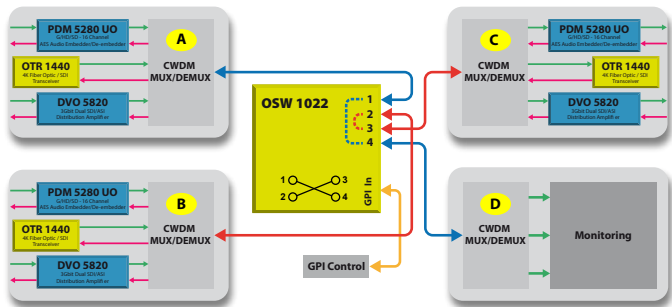 PDM 5280 UO
G/HD/SD - 16 Channel
AES Audio Embedder/De-embedder
OTR 1440
4K Fiber Optic / SDI
Transceiver
DVO 5820
3Gbit Dual SDI/ASI
Distribution Amplifier
A
CWDM
MUX/DEMUX
PDM 5280 UO
G/HD/SD - 16 Channel
AES Audio Embedder/De-embedder
OTR 1440
4K Fiber Optic / SDI
Transceiver
DVO 5820
3Gbit Dual SDI/ASI
Distribution Amplifier
B
CWDM
MUX/DEMUX
OSW 1022
1
2
3
4
1 3
2 4
GPI In
GPI Control
C
CWDM
MUX/DEMUX
PDM 5280 UO
G/HD/SD - 16 Channel
AES Audio Embedder/De-embedder
OTR 1440
4K Fiber Optic / SDI
Transceiver
DVO 5820
3Gbit Dual SDI/ASI
Distribution Amplifier
D
CWDM
MUX/DEMUX
Monitoring